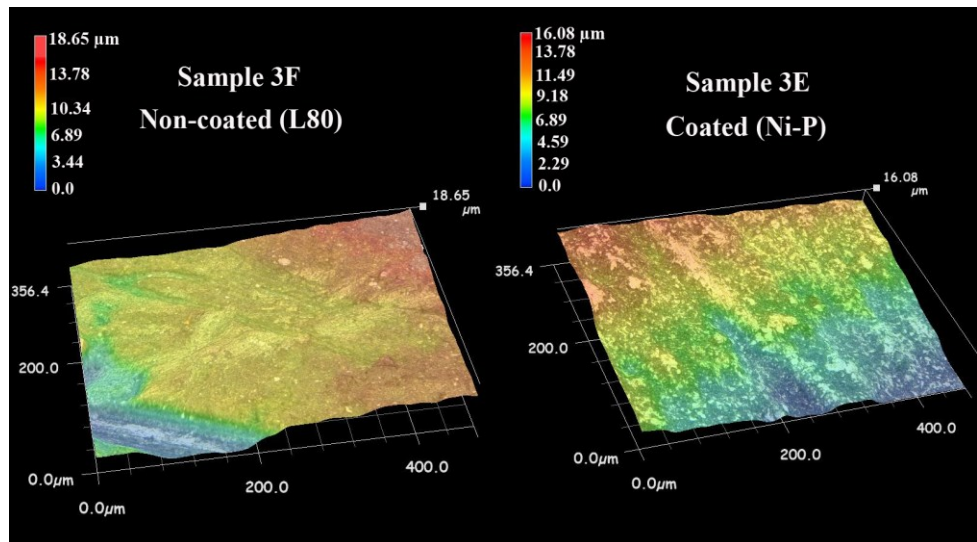 18.65 µm
13.78
10.34
6.89
3.44
0.0
Sample 3F
Non-coated (L80)
18.65
µm
356.4
200.0
0.0µm
0.0µm
200.0
400.0
16.08 µm
13.78
11.49
9.18
6.89
4.59
2.29
0.0
Sample 3E
Coated (Ni-P)
16.08
µm
356.4
200.0
0.0µm
0.0µm
200.0
400.0